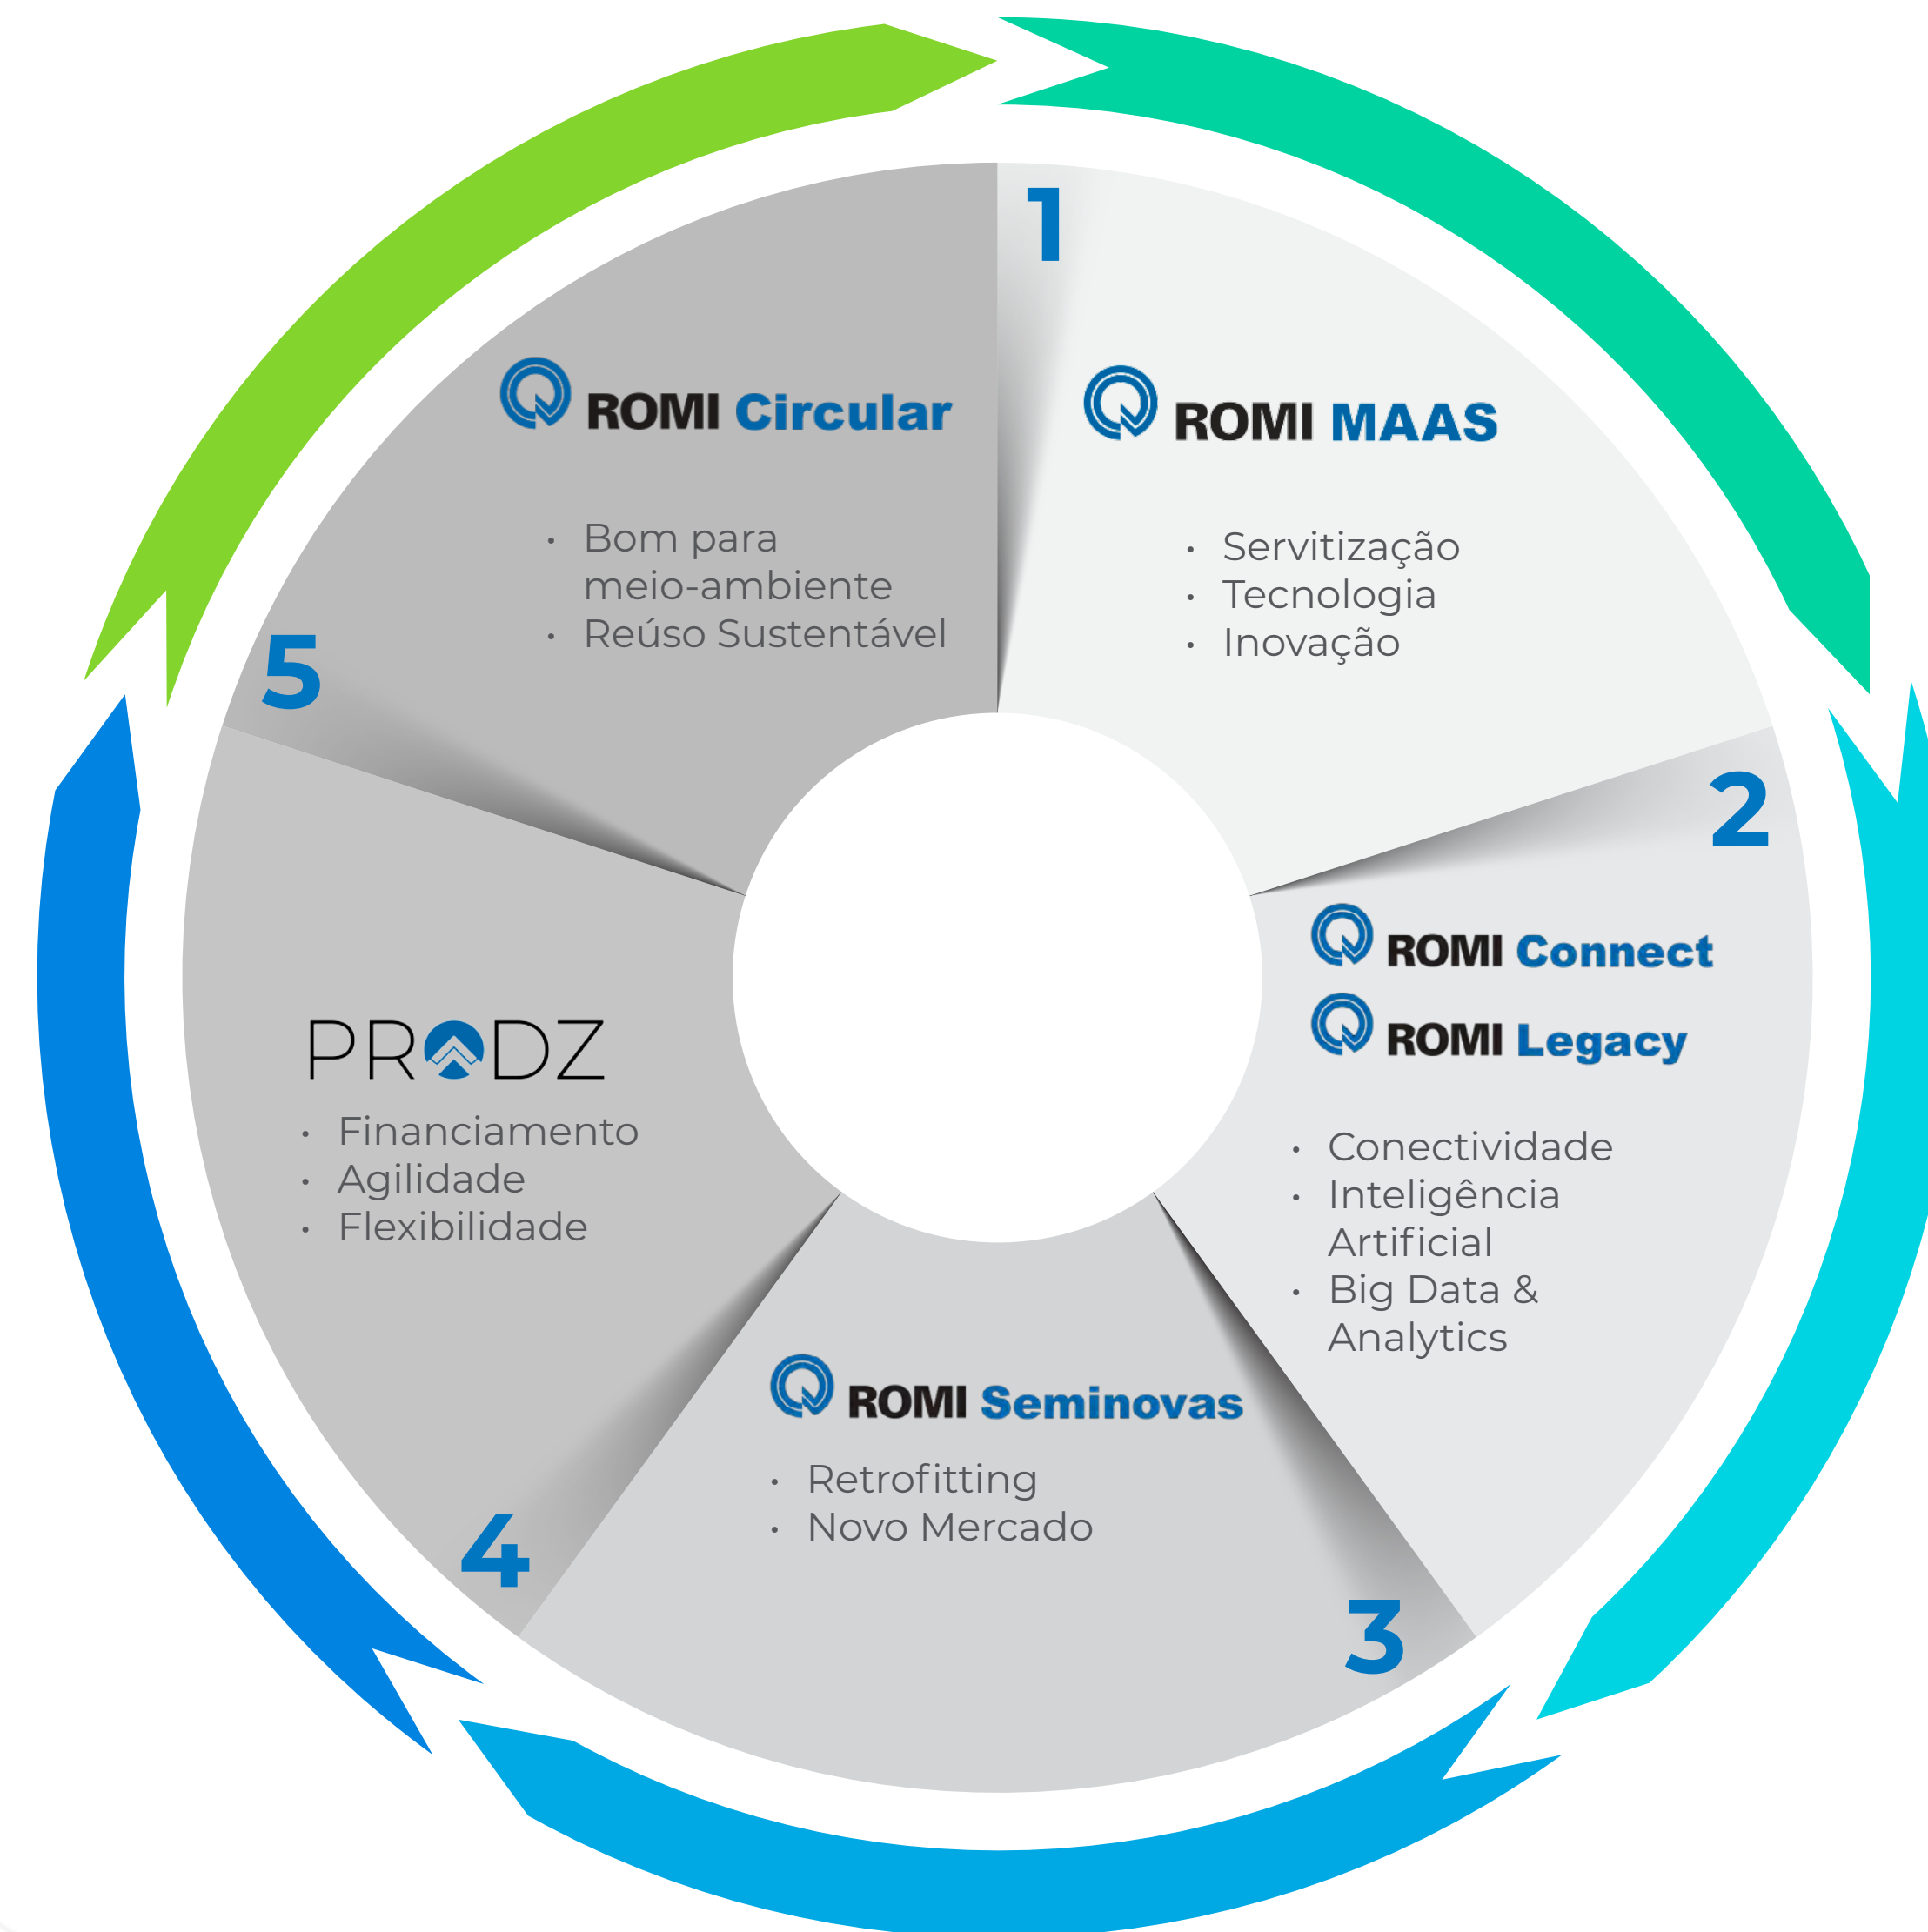 1
ROMI MAAS
• Servitização
• Tecnologia
• Inovação
2
ROMI Connect
ROMI Legacy
• Conectividade
• Inteligência
Artificial
• Big Data &
Analytics
3
ROMI Seminovas
• Retrofitting
• Novo Mercado
4
PRODZ
• Financiamento
• Agilidade
• Flexibilidade
5
ROMI Circular
• Bom para
meio-ambiente
• Reúso Sustentável